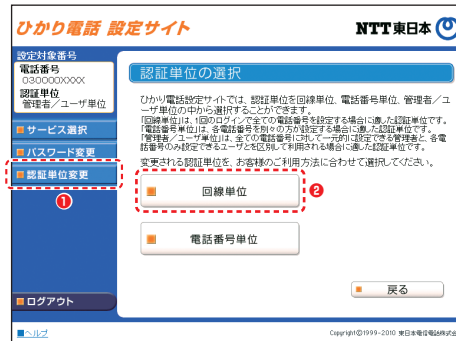 ひかり電話 設定サイト
NTT東日本
設定対象番号
電話番号
030000XXXX
認証単位
管理者／ユーザ単位
サービス選択
パスワード変更
認証単位変更
❶
ログアウト
ヘルプ
認証単位の選択
ひかり電話設定サイトでは、認証単位を回線単位、電話番号単位、管理者／ユ
ーザ単位の中から選択することができます。
「回線単位」は、1回のログインで全ての電話番号を設定する場合に適した認証単位です。
「電話番号単位」は、各電話番号を別々の方が設定する場合に適した認証単位です。
「管理者／ユーザ単位」は、全ての電話番号に対して一元的に設定できる管理者と、各電
話番号のみ設定できるユーザとを区別して利用される場合に適した認証単位です。
変更される認証単位を、お客様のご利用方法に合わせて選択してください。
回線単位
❷
電話番号単位
戻る
Copyright©1999-2010 東日本電信電話株式会